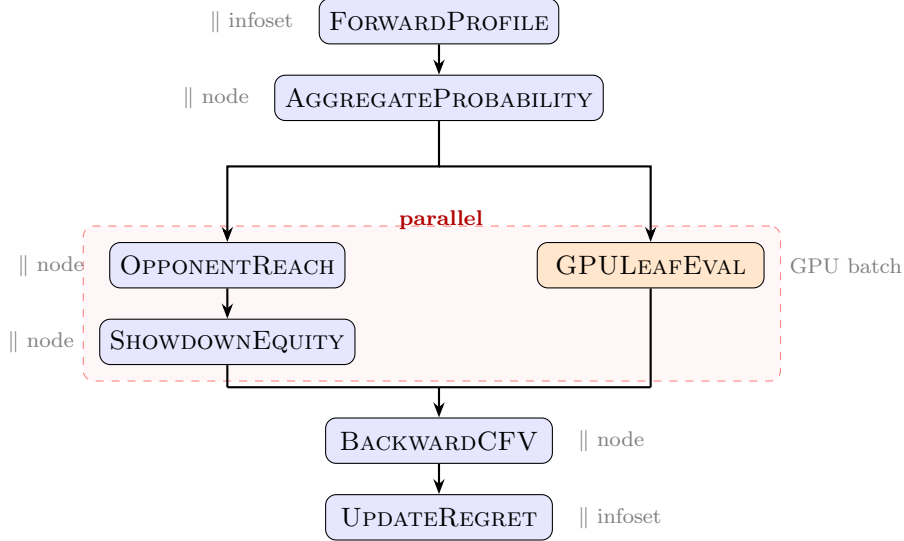 ∥ infoset FORWARDPROFILE
∥ node AGGREGATEPROBABILITY
parallel
∥ node OPPONENTREACH GPULEAFEVAL GPU batch
∥ node SHOWDOWNEQUITY
BACKWARDCFV ∥ node
UPDATEREGRET ∥ infoset